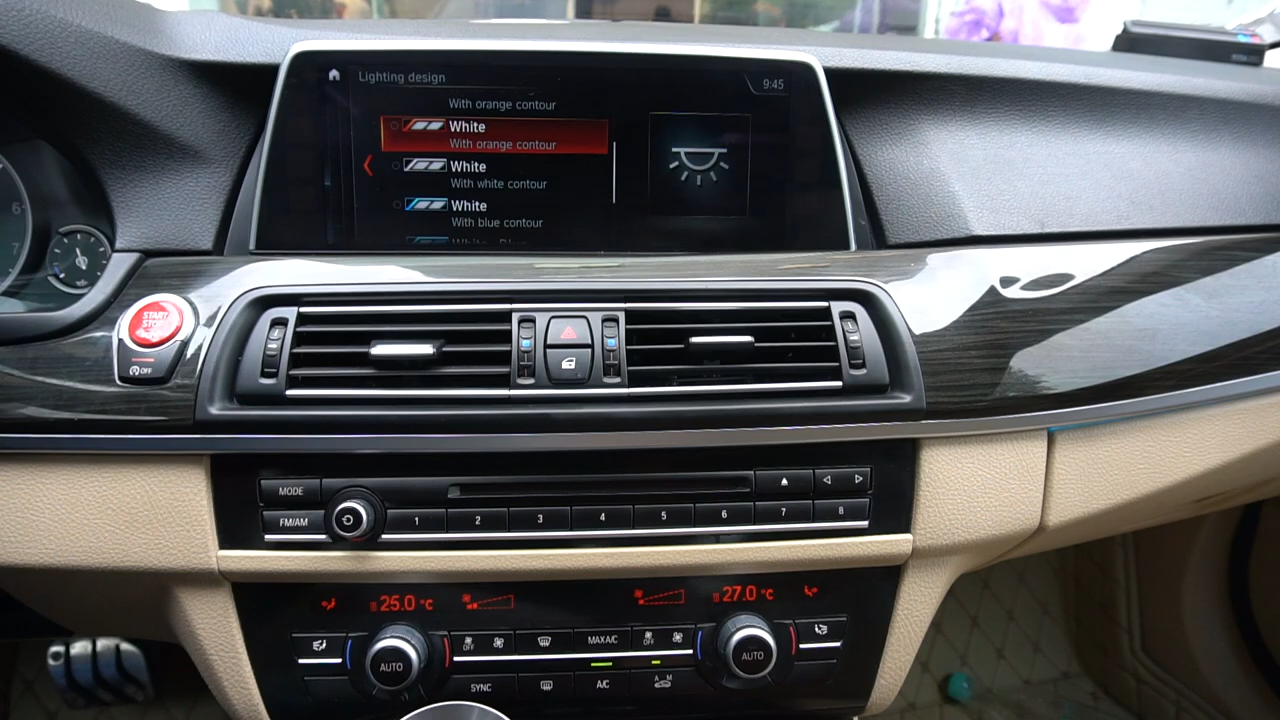 Lighting design
9:45
With orange contour
White
With orange contour
White
With white contour
White
With blue contour
6
7
START
STOP
OFF
MODE
FM/AM
1 2 3 4 5 6 7 8
25.0 °C
27.0 °C
OFF
MAX A/C
OFF
AUTO
AUTO
SYNC
A/C
A M